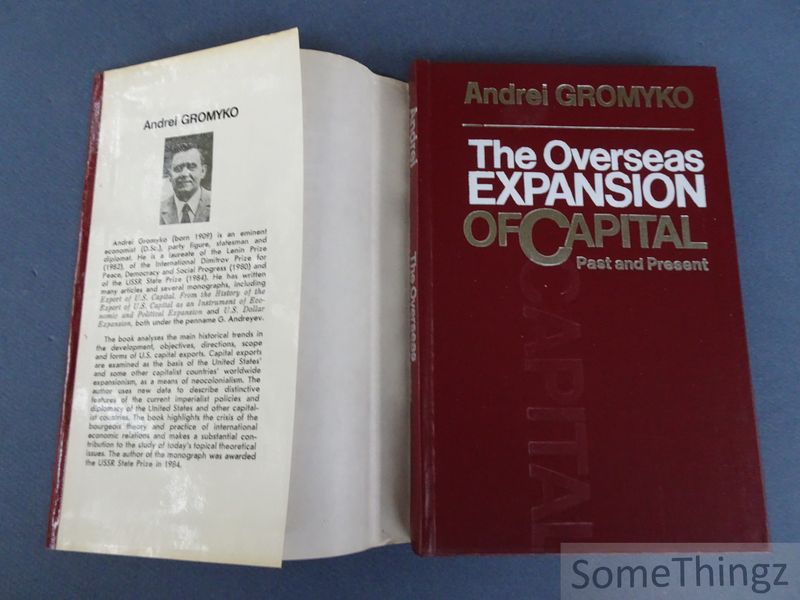 Andrei GROMYKO
Andrei Gromyko (born 1909) is an eminent
economist (D.Sc.), party figure, statesman and
diplomat. He is a laureate of the Lenin Prize
(1982), of the International Dimitrov Prize for
Peace, Democracy and Social Progress (1980) and
of the USSR State Prize (1984). He has written
many articles and several monographs, including
Export of U.S. Capital. From the History of the
Export of U.S. Capital as an Instrument of Eco-
nomic and Political Expansion and U.S. Dollar
Expansion, both under the penname G. Andreyev.
The book analyses the main historical trends in
the development, objectives, directions, scope
and forms of U.S. capital exports. Capital exports
are examined as the basis of the United States'
and some other capitalist countries' worldwide
expansionism, as a means of neocolonialism. The
author uses new data to describe distinctive
features of the current imperialist policies and
diplomacy of the United States and other capital-
ist countries. The book highlights the crisis of the
bourgeois theory and practice of international
economic relations and makes a substantial con-
tribution to the study of today's topical theoretical
issues. The author of the monograph was awarded
the USSR State Prize in 1984.
Andrei
The Overseas
Andrei GROMYKO
The Overseas
EXPANSION
OF CAPITAL
Past and Present
CAPITAL
SomeThingz